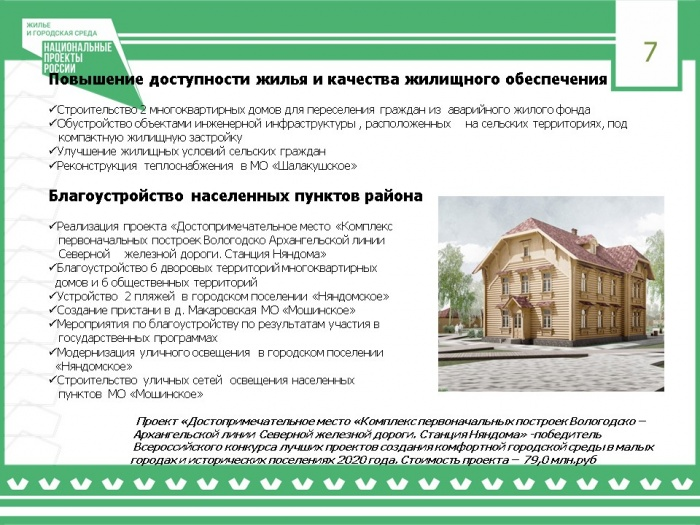 ЖИЛЬЕ
И ГОРОДСКАЯ СРЕДА
НАЦИОНАЛЬНЫЕ
ПРОЕКТЫ
РОССИИ
7
Повышение доступности жилья и качества жилищного обеспечения
✓Строительство 2 многоквартирных домов для переселения граждан из аварийного жилого фонда
✓Обустройство объектами инженерной инфраструктуры , расположенных на сельских территориях, под
компактную жилищную застройку
✓Улучшение жилищных условий сельских граждан
✓Реконструкция теплоснабжения в МО «Шалакушское»
Благоустройство населенных пунктов района
✓Реализация проекта «Достопримечательное место «Комплекс
первоначальных построек Вологодско Архангельской линии
Северной железной дороги. Станция Няндома»
✓Благоустройство 6 дворовых территорий многоквартирных
домов и 6 общественных территорий
✓Устройство 2 пляжей в городском поселении «Няндомское»
✓Создание пристани в д. Макаровская МО «Мошинское»
✓Мероприятия по благоустройству по результатам участия в
государственных программах
✓Модернизация уличного освещения в городском поселении
«Няндомское»
✓Строительство уличных сетей освещения населенных
пунктов МО «Мошинское»
Проект «Достопримечательное место «Комплекс первоначальных построек Вологодско –
Архангельской линии Северной железной дороги. Станция Няндома» -победитель
Всероссийского конкурса лучших проектов создания комфортной городской среды в малых
городах и исторических поселениях 2020 года. Стоимость проекта – 79,0 млн.руб